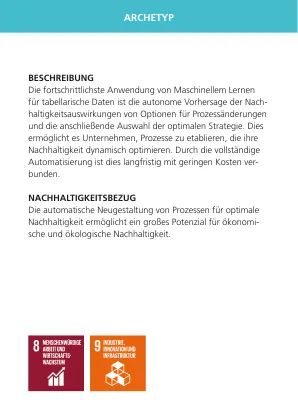 ARCHETYP
BESCHREIBUNG
Die fortschrittlichste Anwendung von Maschinellem Lernen
für tabellarische Daten ist die autonome Vorhersage der Nach-
haltigkeitsauswirkungen von Optionen für Prozessänderungen
und die anschließende Auswahl der optimalen Strategie. Dies
ermöglicht es Unternehmen, Prozesse zu etablieren, die ihre
Nachhaltigkeit dynamisch optimieren. Durch die vollständige
Automatisierung ist dies langfristig mit geringen Kosten ver-
bunden.
NACHHALTIGKEITSBEZUG
Die automatische Neugestaltung von Prozessen für optimale
Nachhaltigkeit ermöglicht ein großes Potenzial für ökonomi-
sche und ökologische Nachhaltigkeit.
8 MENSCHENWÜRDIGE
ARBEIT UND
WIRTSCHAFTS-
WACHSTUM
9 INDUSTRIE,
INNOVATION UND
INFRASTRUKTUR